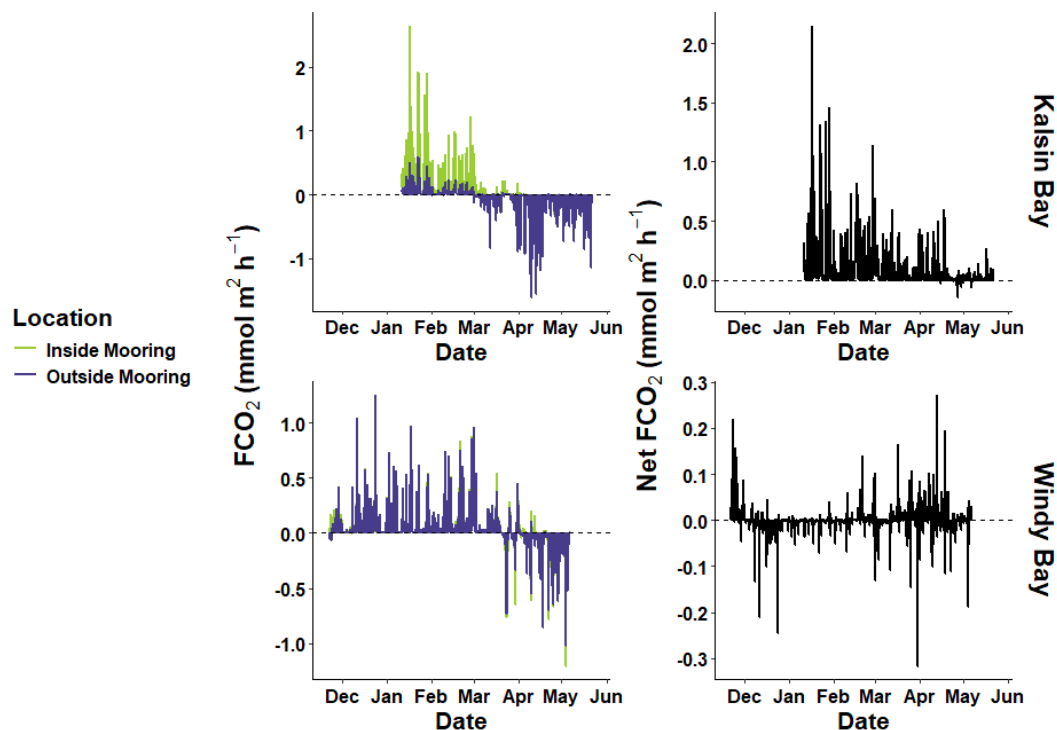 Location
Inside Mooring
Outside Mooring
FCO₂ (mmol m² h⁻¹)
2
1
0
-1
Dec Jan Feb Mar Apr May Jun
Date
Net FCO₂ (mmol m² h⁻¹)
2.0
1.5
1.0
0.5
0.0
Dec Jan Feb Mar Apr May Jun
Date
Kalsin Bay
1.0
0.5
0.0
-0.5
-1.0
Dec Jan Feb Mar Apr May Jun
Date
0.3
0.2
0.1
0.0
-0.1
-0.2
-0.3
Dec Jan Feb Mar Apr May Jun
Date
Windy Bay